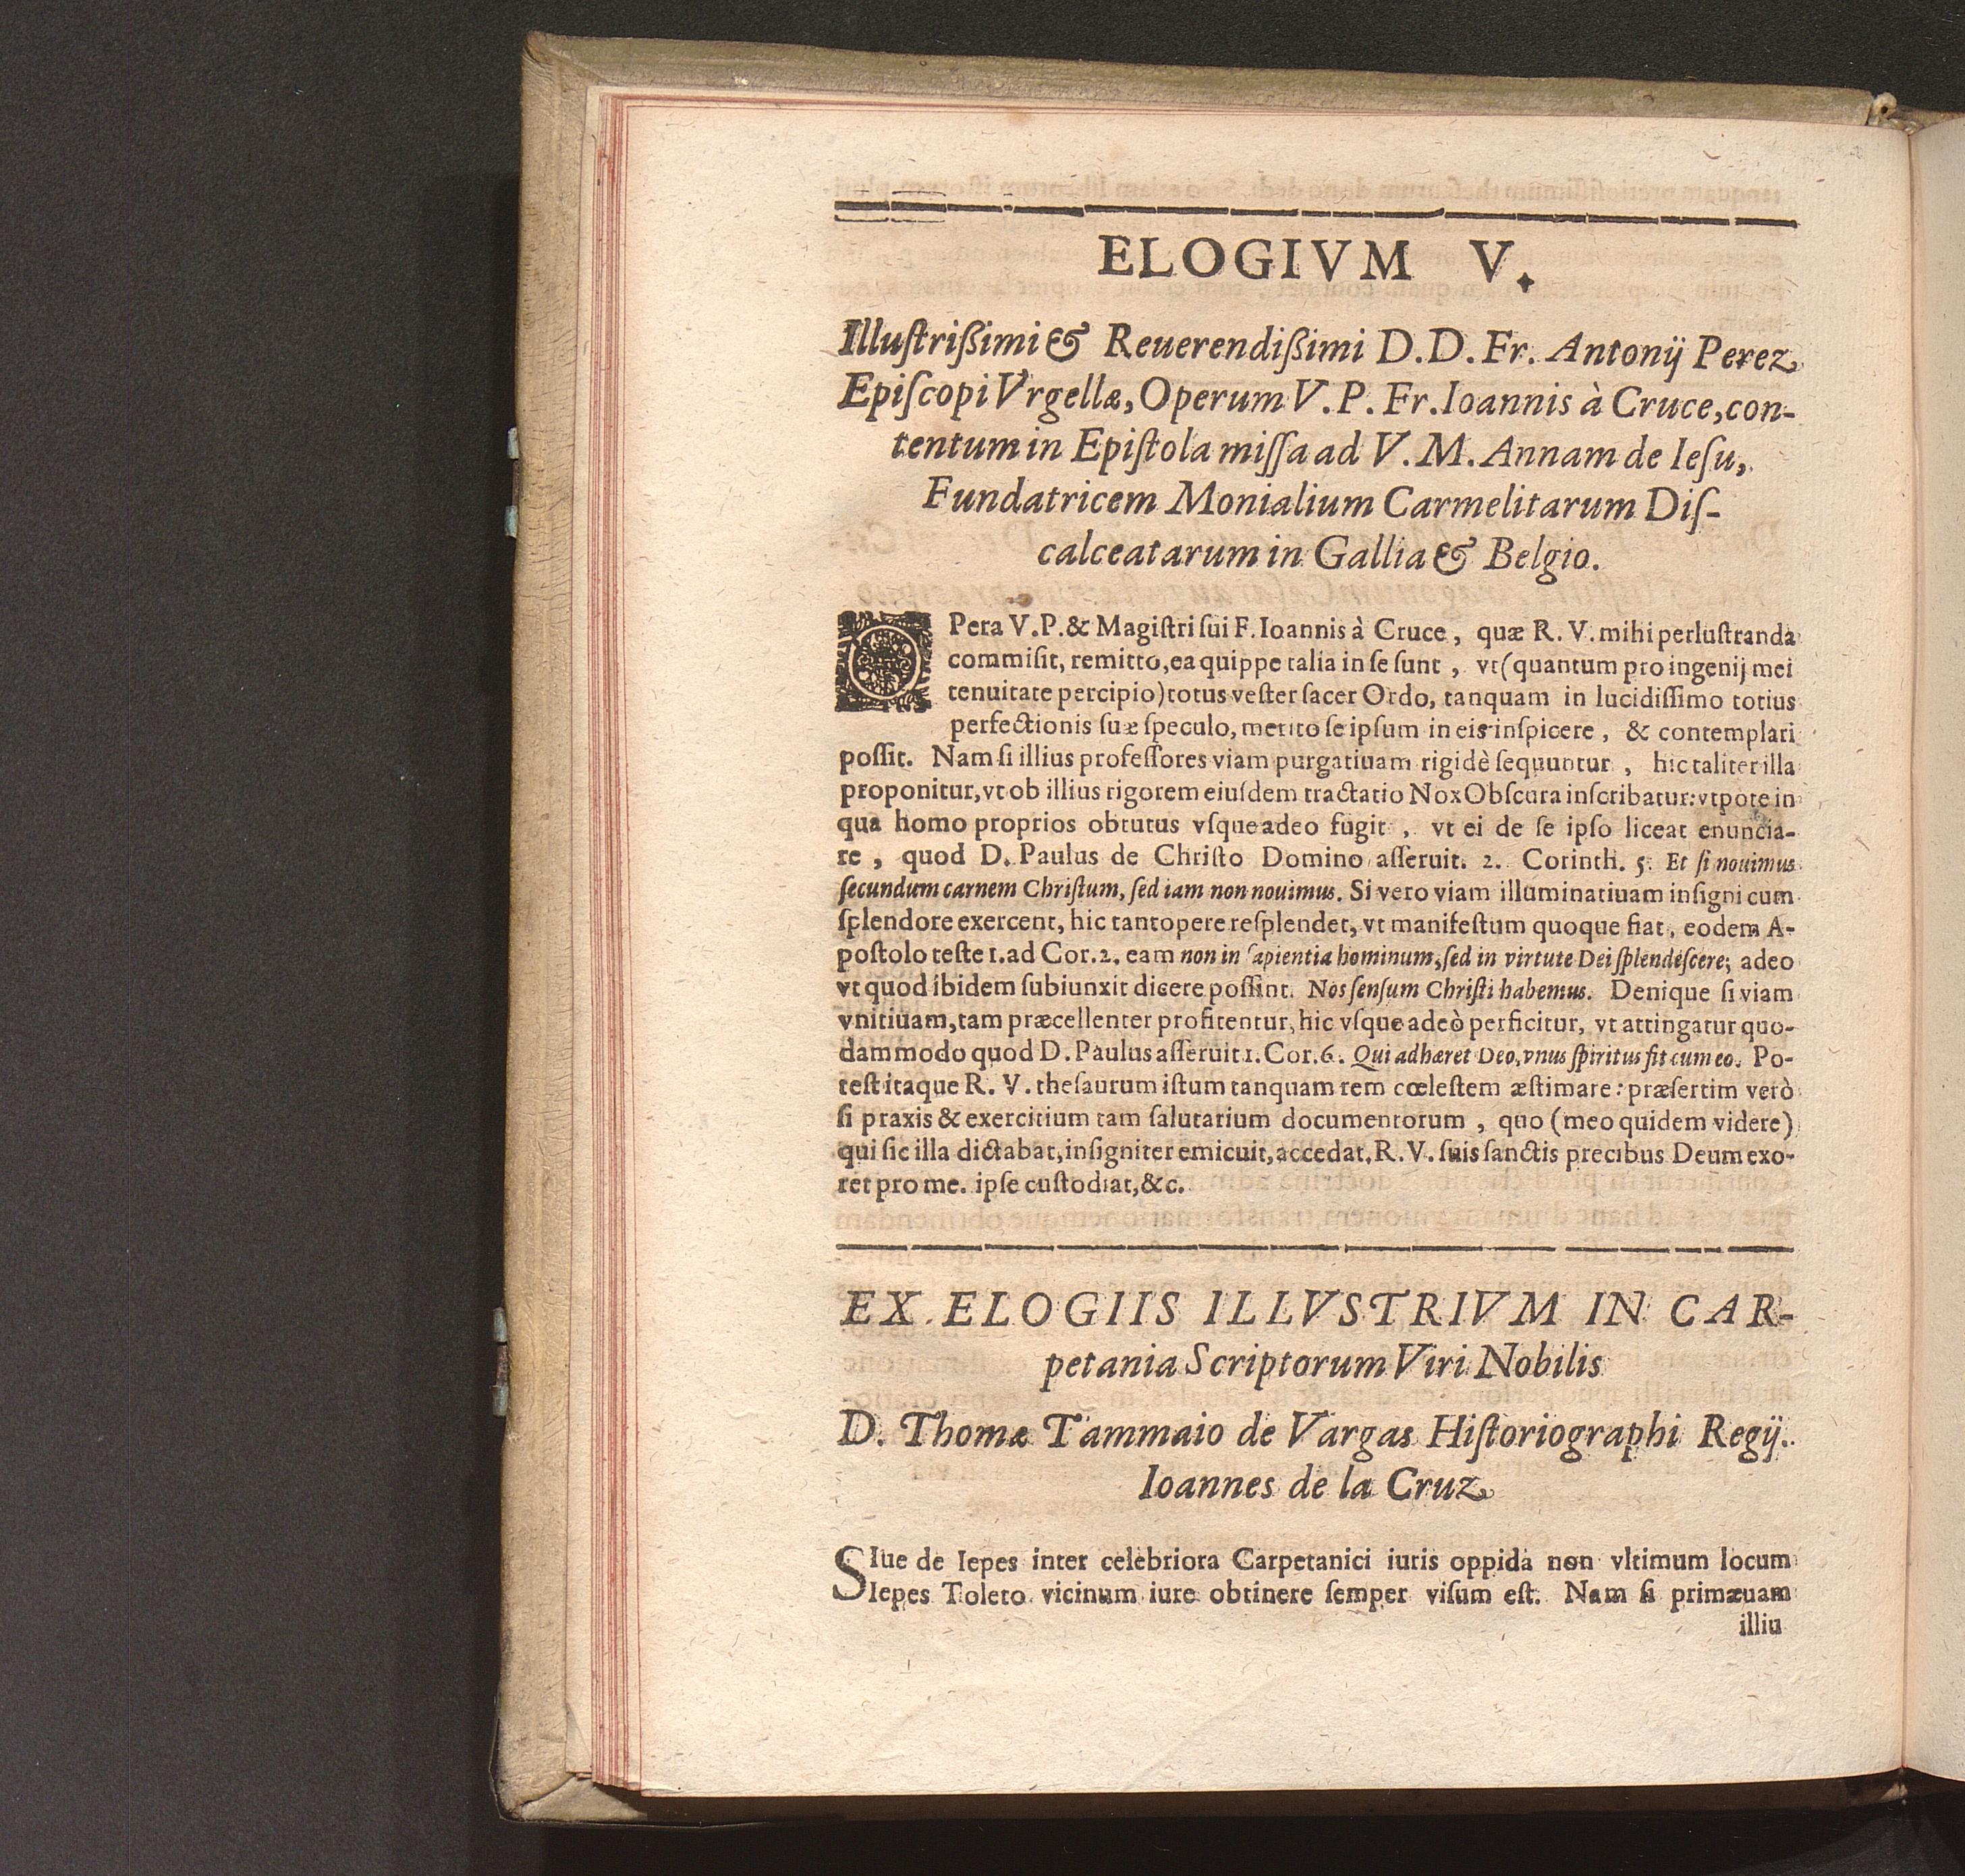 ELOGIVM V.
Illuſtriſsimi & Reuerendiſsimi D.D. Fr. Antonij Perez
Epiſcopi Vrgellæ, Operum V.P. Fr. Ioannis à Cruce, con-
tentum in Epiſtola miſſa ad V.M. Annam de Ieſu,
Fundatricem Monialium Carmelitarum Diſ-
calceatarum in Gallia & Belgio.
OPera V.P. & Magiſtri ſui F. Ioannis à Cruce, quæ R. V. mihi perluſtranda
commiſit, remitto, ea quippe talia in ſe ſunt, vt (quantum pro ingenij mei
tenuitate percipio) totus veſter ſacer Ordo, tanquam in lucidiſſimo totius
perfectionis ſuæ ſpeculo, merito ſe ipſum in eis inſpicere, & contemplari
poſſit. Nam ſi illius profeſſores viam purgatiuam rigidè ſequuntur, hic taliter illa
proponitur, vt ob illius rigorem eiuſdem tractatio Nox Obſcura inſcribatur: vtpote in
qua homo proprios obtutus vſque adeo fugit, vt ei de ſe ipſo liceat enuncia-
re, quod D. Paulus de Chriſto Domino aſſeruit. 2. Corinth. 5. Et ſi nouimus
ſecundum carnem Chriſtum, ſed iam non nouimus. Si vero viam illuminatiuam inſigni cum
ſplendore exercent, hic tantopere reſplendet, vt manifeſtum quoque fiat, eodem A-
poſtolo teſte 1. ad Cor. 2. eam non in ſapientia hominum, ſed in virtute Dei ſplendeſcere; adeo
vt quod ibidem ſubiunxit dicere poſſint. Nos ſenſum Chriſti habemus. Denique ſi viam
vnitiuam, tam præcellenter profitentur, hic vſque adeò perficitur, vt attingatur quo-
dammodo quod D. Paulus aſſeruit 1. Cor. 6. Qui adhæret Deo, vnus ſpiritus fit cum eo. Po-
teſt itaque R. V. theſaurum iſtum tanquam rem cœleſtem æſtimare: præſertim verò
ſi praxis & exercitium tam ſalutarium documentorum, quo (meo quidem videre)
qui ſic illa dictabat, inſigniter emicuit, accedat. R. V. ſuis ſanctis precibus Deum exo-
ret pro me. ipſe cuſtodiat, &c.
EX ELOGIIS ILLVSTRIVM IN CAR-
petania Scriptorum Viri Nobilis
D. Thomæ Tammaio de Vargas Hiſtoriographi Regij.
Ioannes de la Cruz
SIue de Iepes inter celebriora Carpetanici iuris oppida non vltimum locum
Iepes Toleto vicinum iure obtinere ſemper viſum eſt. Nam ſi primæuam
illiu